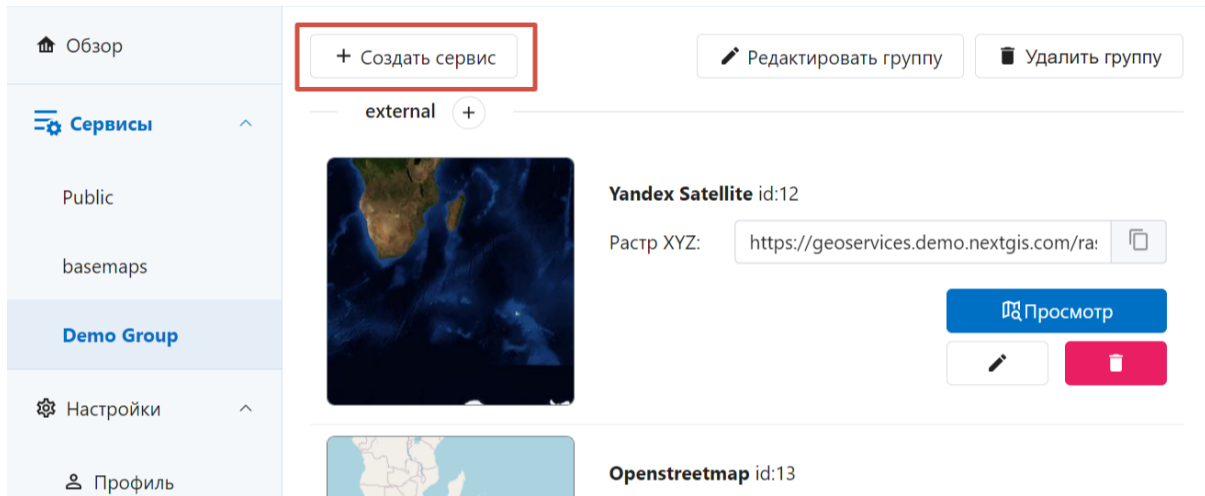 Обзор
Сервисы
Public
basemaps
Demo Group
Настройки
Профиль
+ Создать сервис
Редактировать группу
Удалить группу
external +
Yandex Satellite id:12
Растр XYZ: https://geoservices.demo.nextgis.com/ra
Просмотр
Openstreetmap id:13